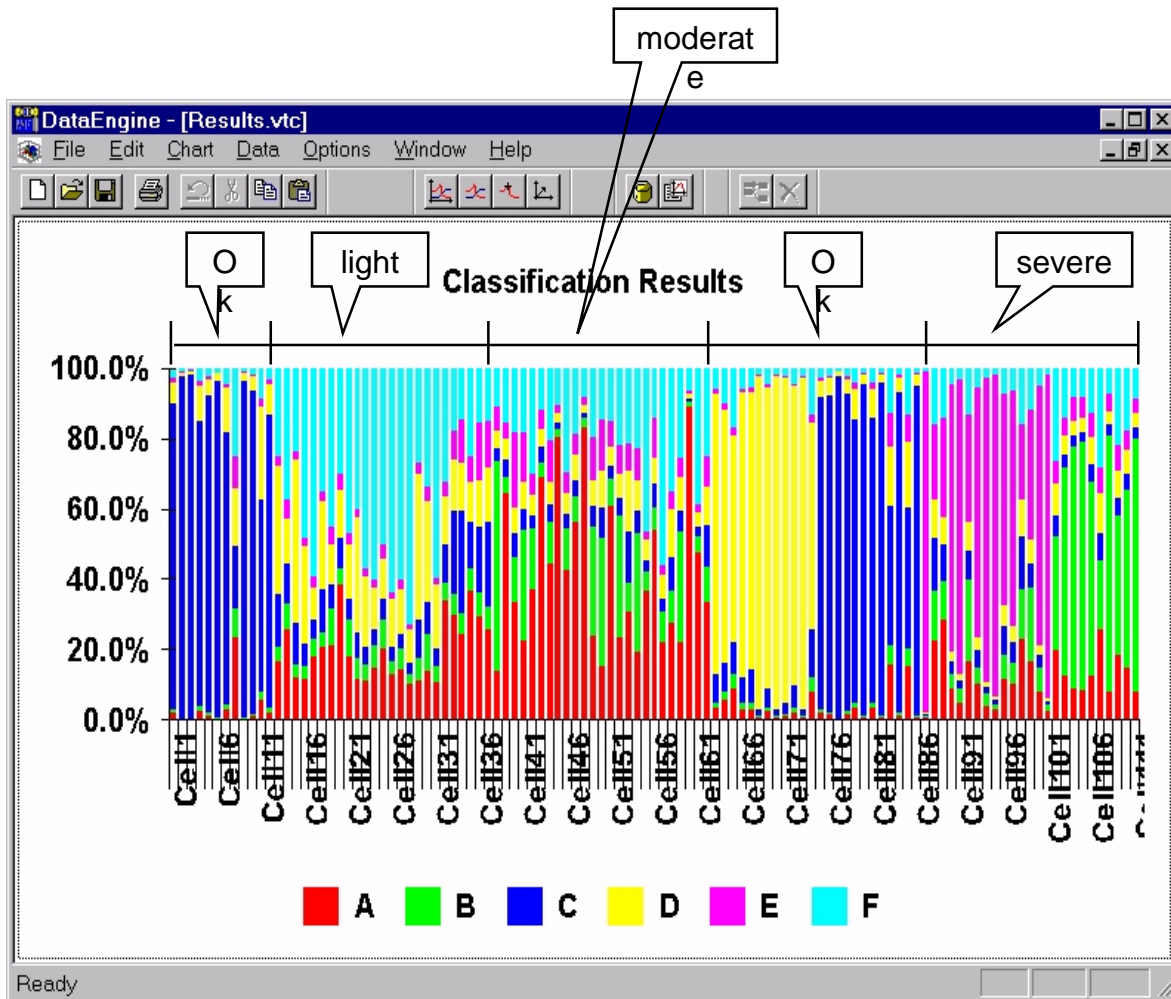 moderat
e
DataEngine - [Results.vtc]
File Edit Chart Data Options Window Help
O
k
light
O
k
severe
Classification Results
100.0%
80.0%
60.0%
40.0%
20.0%
0.0%
Cell1
Cell6
Cell11
Cell16
Cell21
Cell26
Cell31
Cell36
Cell41
Cell46
Cell51
Cell56
Cell61
Cell66
Cell71
Cell76
Cell81
Cell86
Cell91
Cell96
Cell101
Cell106
A B C D E F
Ready